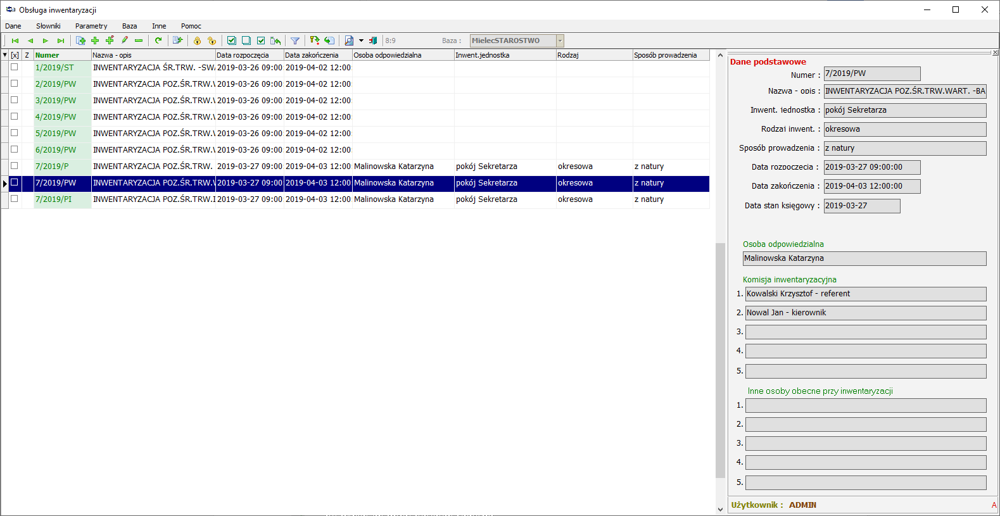 Obsługa inwentaryzacji
Dane Słowniki Parametry Baza Inne Pomoc
8:9 Baza : MielecSTAROSTWO
[x] Z Numer Nazwa - opis Data rozpoczęcia Data zakończenia Osoba odpowiedzialna Inwent.jednostka Rodzaj Sposób prowadzenia
1/2019/ST INWENTARYZACJA ŚR.TRW. -SWA 2019-03-26 09:00 2019-04-02 12:00
2/2019/PW INWENTARYZACJA POZ.ŚR.TRW.W 2019-03-26 09:00 2019-04-02 12:00
3/2019/PW INWENTARYZACJA POZ.ŚR.TRW.W 2019-03-26 09:00 2019-04-02 12:00
4/2019/PW INWENTARYZACJA POZ.ŚR.TRW.W 2019-03-26 09:00 2019-04-02 12:00
5/2019/PW INWENTARYZACJA POZ.ŚR.TRW.W 2019-03-26 09:00 2019-04-02 12:00
6/2019/PW INWENTARYZACJA POZ.ŚR.TRW.W 2019-03-26 09:00 2019-04-02 12:00
7/2019/P INWENTARYZACJA POZ.ŚR.TRW. 2019-03-27 09:00 2019-04-03 12:00 Malinowska Katarzyna pokój Sekretarza okresowa z natury
7/2019/PW INWENTARYZACJA POZ.ŚR.TRW.W 2019-03-27 09:00 2019-04-03 12:00 Malinowska Katarzyna pokój Sekretarza okresowa z natury
7/2019/PI INWENTARYZACJA POZ.ŚR.TRW.I 2019-03-27 09:00 2019-04-03 12:00 Malinowska Katarzyna pokój Sekretarza okresowa z natury
Dane podstawowe
Numer : 7/2019/PW
Nazwa - opis : INWENTARYZACJA POZ.ŚR.TRW.WART. -BA
Inwent. jednostka : pokój Sekretarza
Rodzaj inwent. : okresowa
Sposób prowadzenia : z natury
Data rozpoczecia : 2019-03-27 09:00:00
Data zakończenia : 2019-04-03 12:00:00
Data stan księgowy : 2019-03-27
Osoba odpowiedzialna
Malinowska Katarzyna
Komisja inwentaryzacyjna
1. Kowalski Krzysztof - referent
2. Nowal Jan - kierownik
3.
4.
5.
Inne osoby obecne przy inwentaryzacji
1.
2.
3.
4.
5.
Użytkownik : ADMIN A